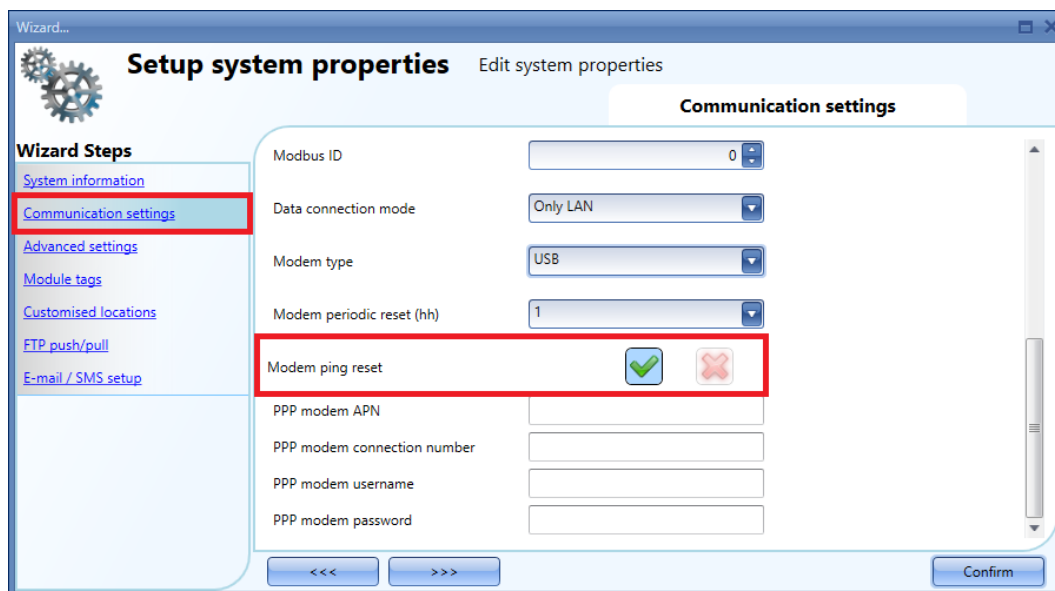 Wizard...
Setup system properties Edit system properties
Communication settings
Wizard Steps
System information
Communication settings
Advanced settings
Module tags
Customised locations
FTP push/pull
E-mail / SMS setup
Modbus ID 0
Data connection mode Only LAN
Modem type USB
Modem periodic reset (hh) 1
Modem ping reset
PPP modem APN
PPP modem connection number
PPP modem username
PPP modem password
<<< >>> Confirm